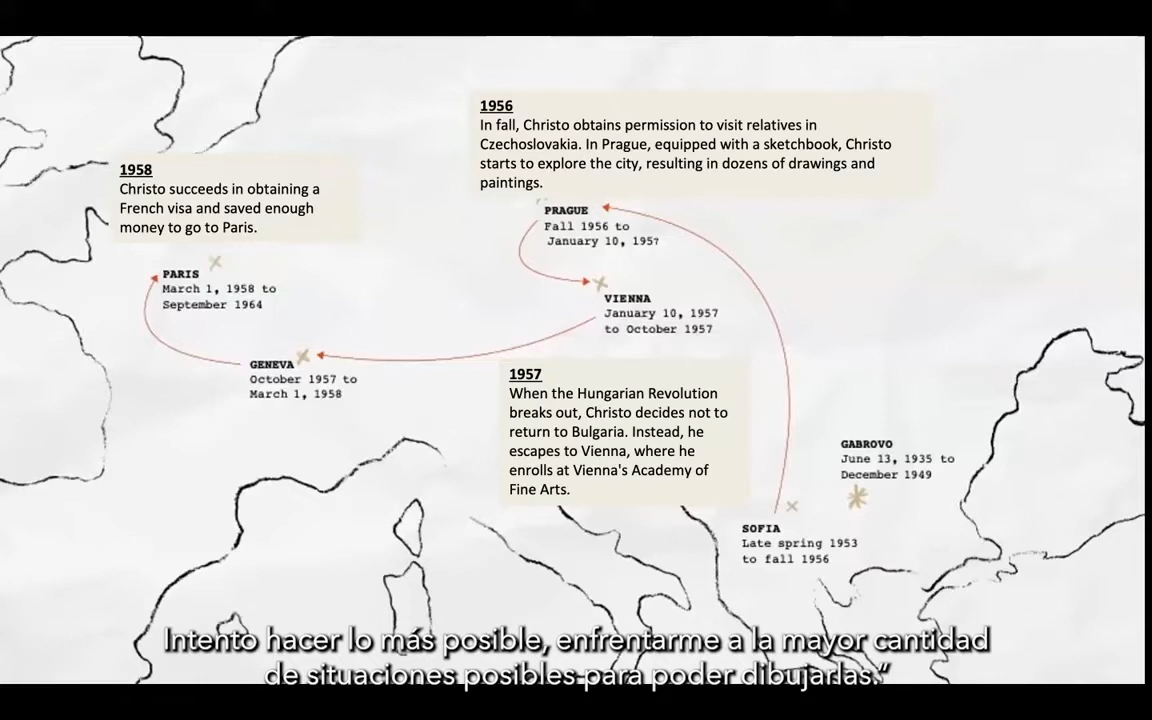 1956
In fall, Christo obtains permission to visit relatives in
Czechoslovakia. In Prague, equipped with a sketchbook, Christo
starts to explore the city, resulting in dozens of drawings and
paintings.
1958
Christo succeeds in obtaining a
French visa and saved enough
money to go to Paris.
PRAGUE
Fall 1956 to
January 10, 1957
PARIS
March 1, 1958 to
September 1964
VIENNA
January 10, 1957
to October 1957
GENEVA
October 1957 to
March 1, 1958
1957
When the Hungarian Revolution
breaks out, Christo decides not to
return to Bulgaria. Instead, he
escapes to Vienna, where he
enrolls at Vienna's Academy of
Fine Arts.
GABROVO
June 13, 1935 to
December 1949
SOFIA
Late spring 1953
to fall 1956
Intento hacer lo más posible, enfrentarme a la mayor cantidad
de situaciones posibles para poder dibujarlas.“